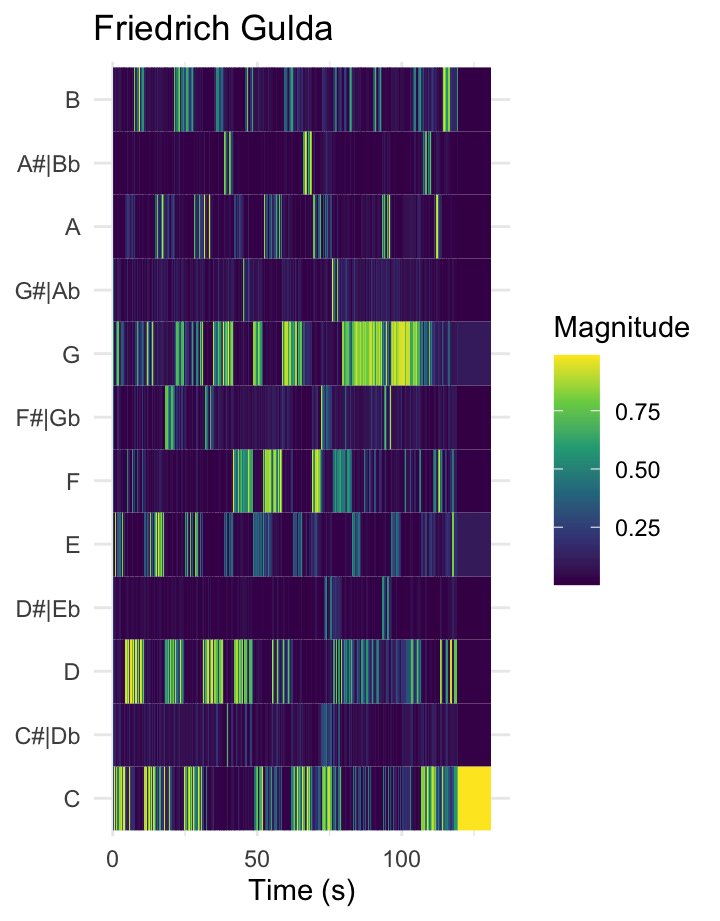 Friedrich Gulda
B
A#|Bb
A
G#|Ab
G
F#|Gb
F
E
D#|Eb
D
C#|Db
C
0 50 100
Time (s)
Magnitude
0.75
0.50
0.25